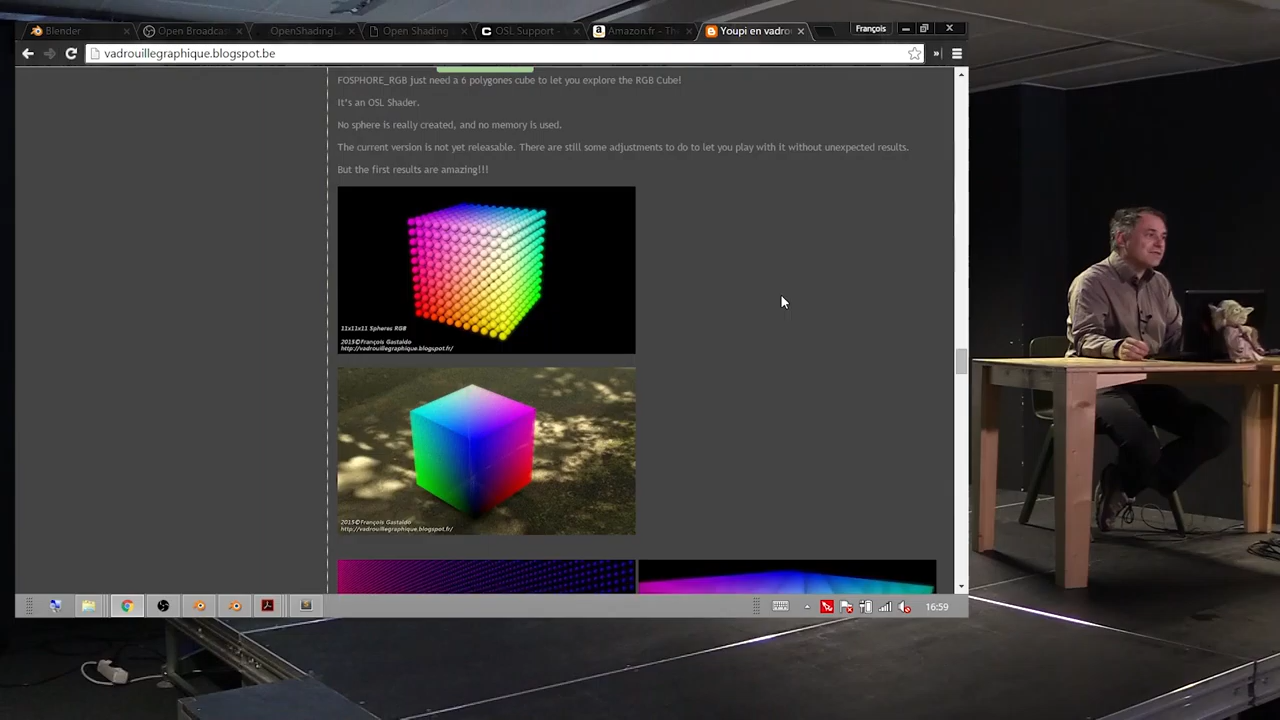 Blender
Open Broadcas
OpenShadingL
Open Shading
OSL Support -
Amazon.fr - Th
Youpi en vadro
François
vadrouillegraphique.blogspot.be
FOSPHORE_RGB just need a 6 polygones cube to let you explore the RGB Cube!
It's an OSL Shader.
No sphere is really created, and no memory is used.
The current version is not yet releasable. There are still some adjustments to do to let you play with it without unexpected results.
But the first results are amazing!!!
11x11x11 Spheres RGB
2015©François Gastaldo
http://vadrouillegraphique.blogspot.fr/
2015©François Gastaldo
http://vadrouillegraphique.blogspot.fr/
16:59